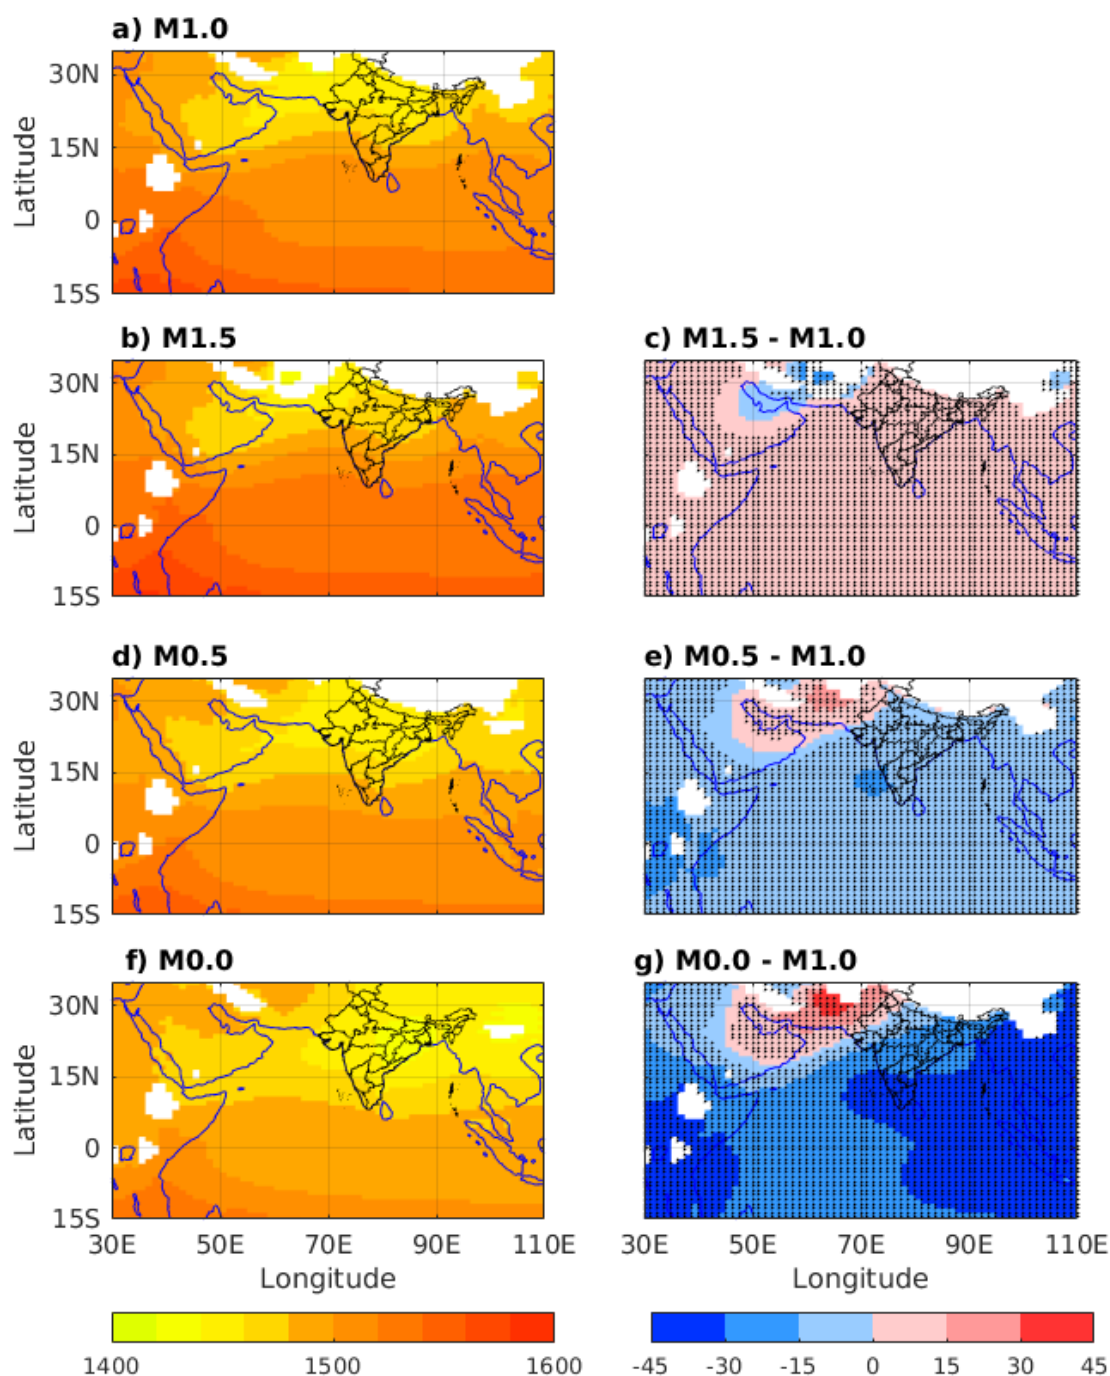 a) M1.0
30N
15N
0
15S
Latitude
b) M1.5
30N
15N
0
15S
Latitude
c) M1.5 - M1.0
d) M0.5
30N
15N
0
15S
Latitude
e) M0.5 - M1.0
f) M0.0
30N
15N
0
15S
Latitude
30E 50E 70E 90E 110E
Longitude
g) M0.0 - M1.0
30E 50E 70E 90E 110E
Longitude
1400 1500 1600
-45 -30 -15 0 15 30 45